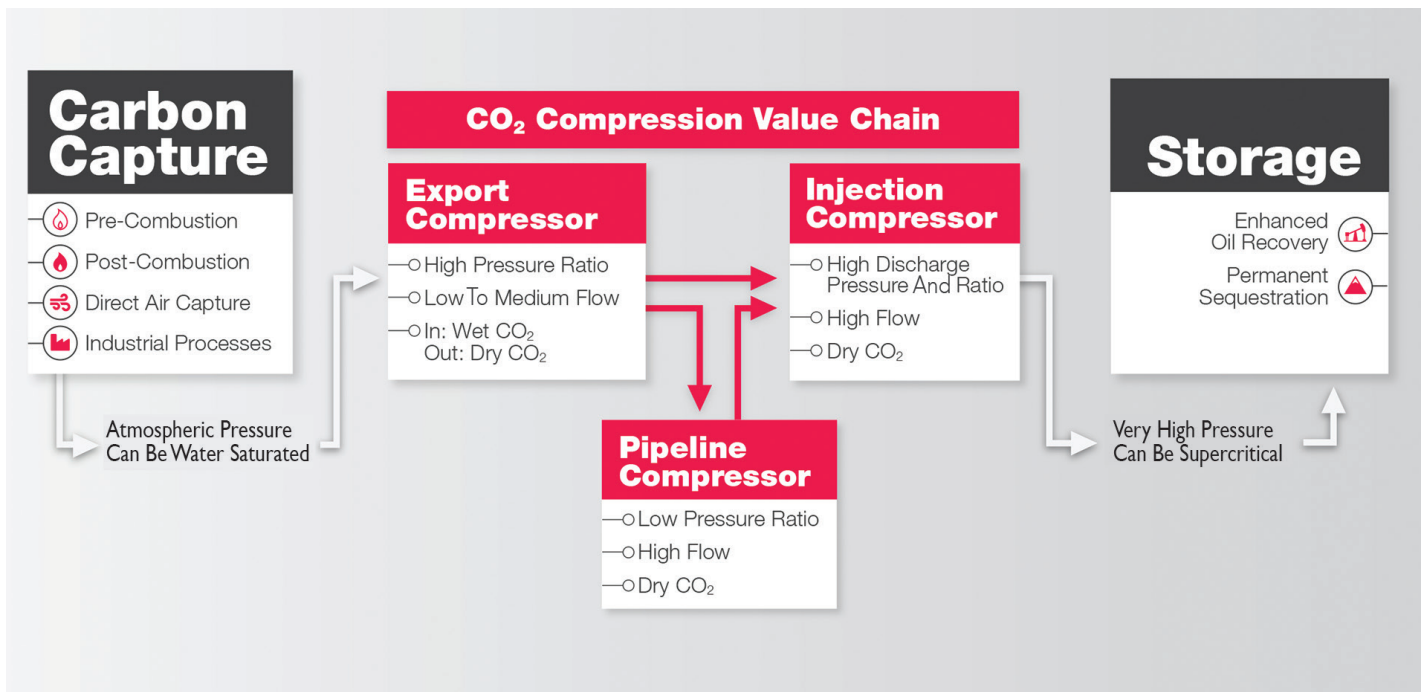 Carbon
Capture
Pre-Combustion
Post-Combustion
Direct Air Capture
Industrial Processes
Atmospheric Pressure
Can Be Water Saturated
CO₂ Compression Value Chain
Export
Compressor
High Pressure Ratio
Low To Medium Flow
In: Wet CO₂
Out: Dry CO₂
Pipeline
Compressor
Low Pressure Ratio
High Flow
Dry CO₂
Injection
Compressor
High Discharge
Pressure And Ratio
High Flow
Dry CO₂
Very High Pressure
Can Be Supercritical
Storage
Enhanced
Oil Recovery
Permanent
Sequestration